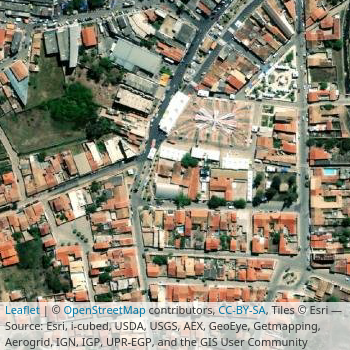 Leaflet | © OpenStreetMap contributors, CC-BY-SA, Tiles © Esri —
Source: Esri, i-cubed, USDA, USGS, AEX, GeoEye, Getmapping,
Aerogrid, IGN, IGP, UPR-EGP, and the GIS User Community